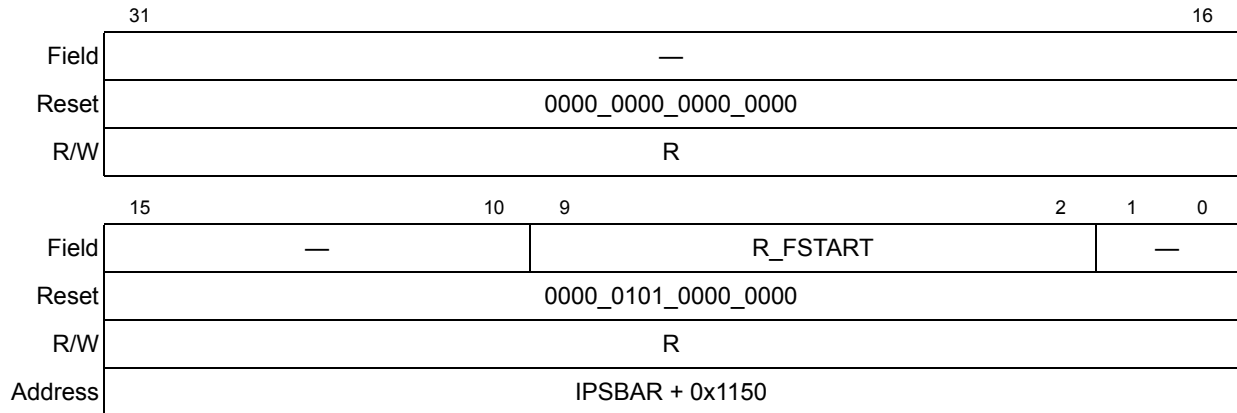 31 16
Field —
Reset 0000_0000_0000_0000
R/W R
15 10 9 2 1 0
Field — R_FSTART —
Reset 0000_0101_0000_0000
R/W R
Address IPSBAR + 0x1150